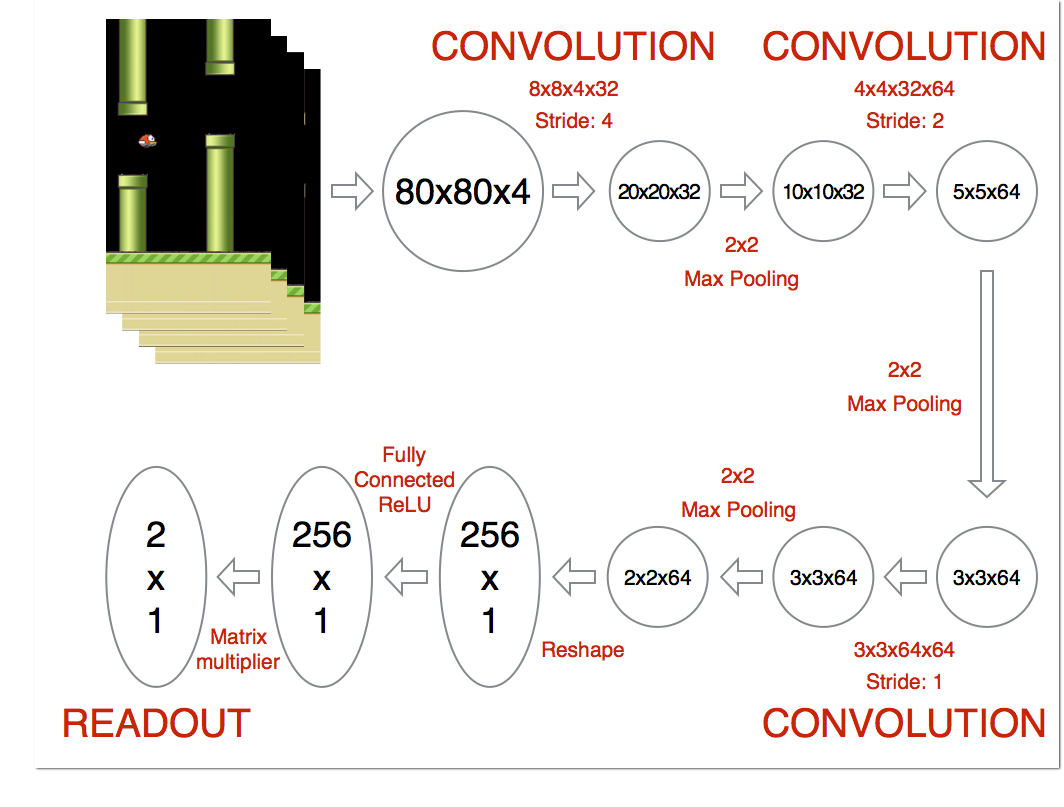 CONVOLUTION
8x8x4x32
Stride: 4
CONVOLUTION
4x4x32x64
Stride: 2
80x80x4
20x20x32
10x10x32
5x5x64
2x2
Max Pooling
2x2
Max Pooling
2x2
Max Pooling
Fully
Connected
ReLU
2
x
1
256
x
1
256
x
1
2x2x64
3x3x64
3x3x64
Matrix
multiplier
Reshape
3x3x64x64
Stride: 1
READOUT
CONVOLUTION